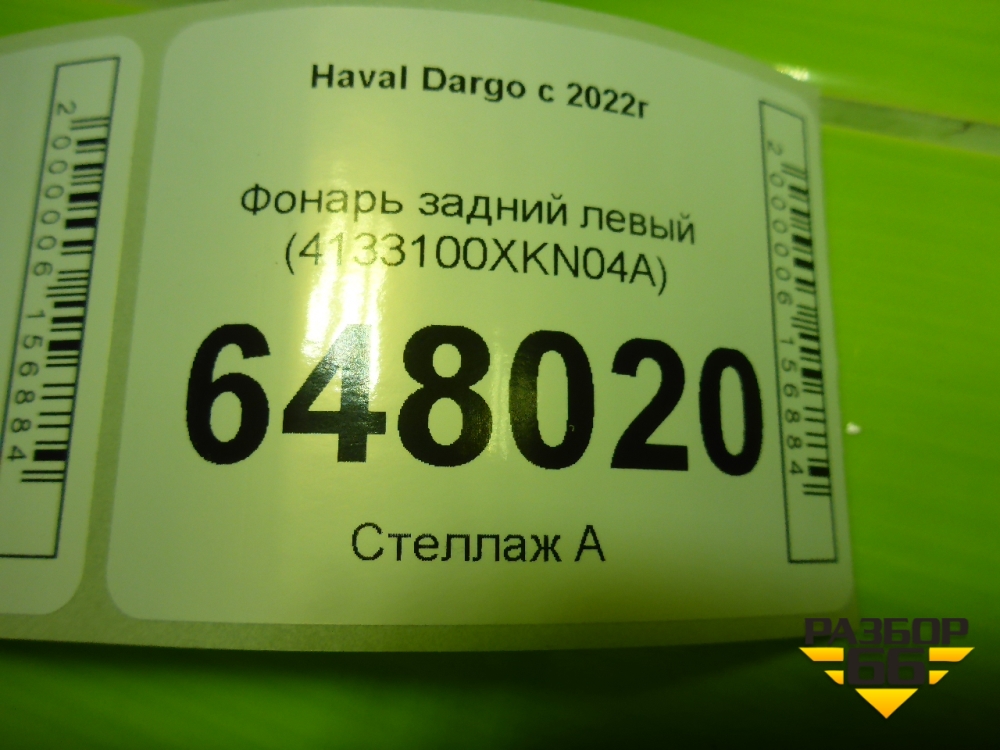 Haval Dargo с 2022г
Фонарь задний левый
(4133100XKN04A)
648020
Стеллаж А
2000006156884
2000006156884
РАЗБОР
66